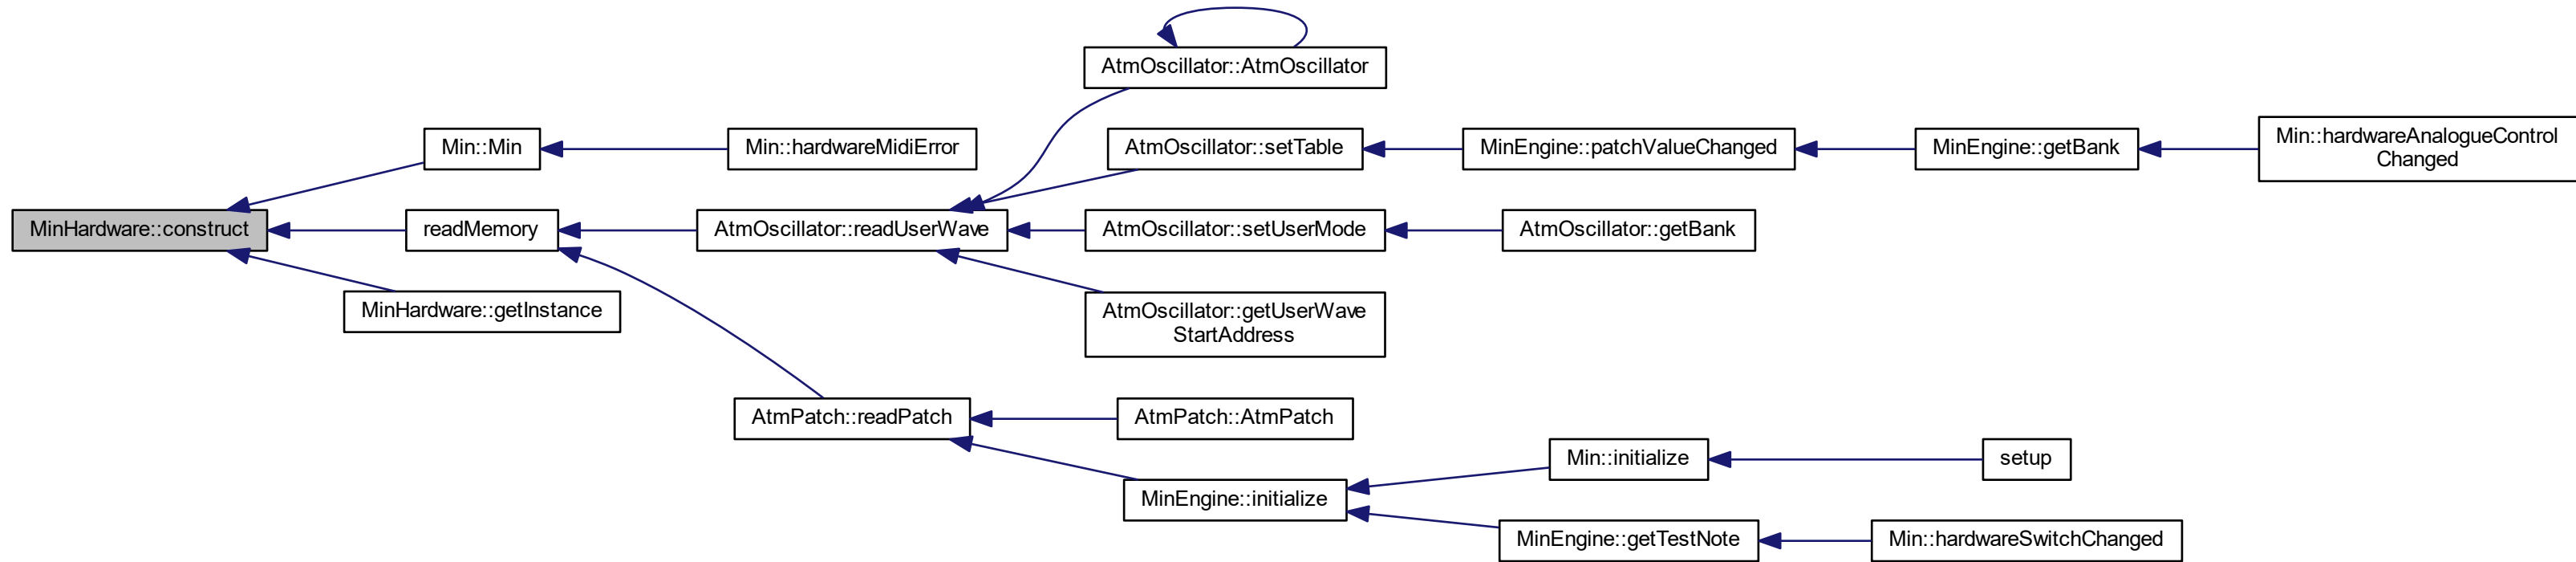 AtmOscillator::AtmOscillator
Min::Min
Min::hardwareMidiError
AtmOscillator::setTable
MinEngine::patchValueChanged
MinEngine::getBank
Min::hardwareAnalogueControl
Changed
MinHardware::construct
readMemory
AtmOscillator::readUserWave
AtmOscillator::setUserMode
AtmOscillator::getBank
MinHardware::getInstance
AtmOscillator::getUserWave
StartAddress
AtmPatch::readPatch
AtmPatch::AtmPatch
Min::initialize
setup
MinEngine::initialize
MinEngine::getTestNote
Min::hardwareSwitchChanged